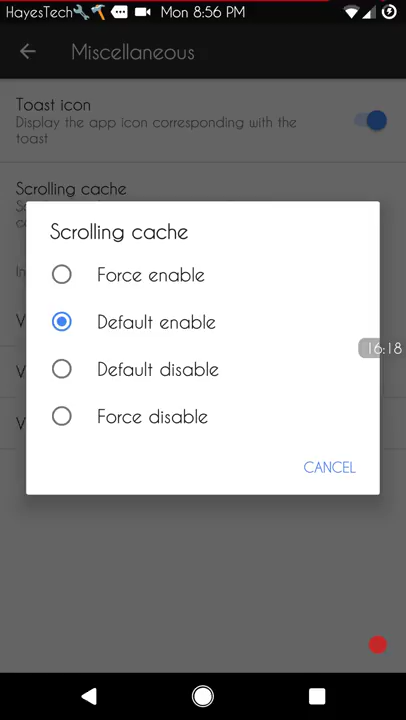 HayesTech🔧🔨 Mon 8:56 PM
Miscellaneous
Toast icon
Display the app icon corresponding with the
toast
Scrolling cache
Scrolling cache
Force enable
Default enable
16:18
Default disable
Force disable
CANCEL